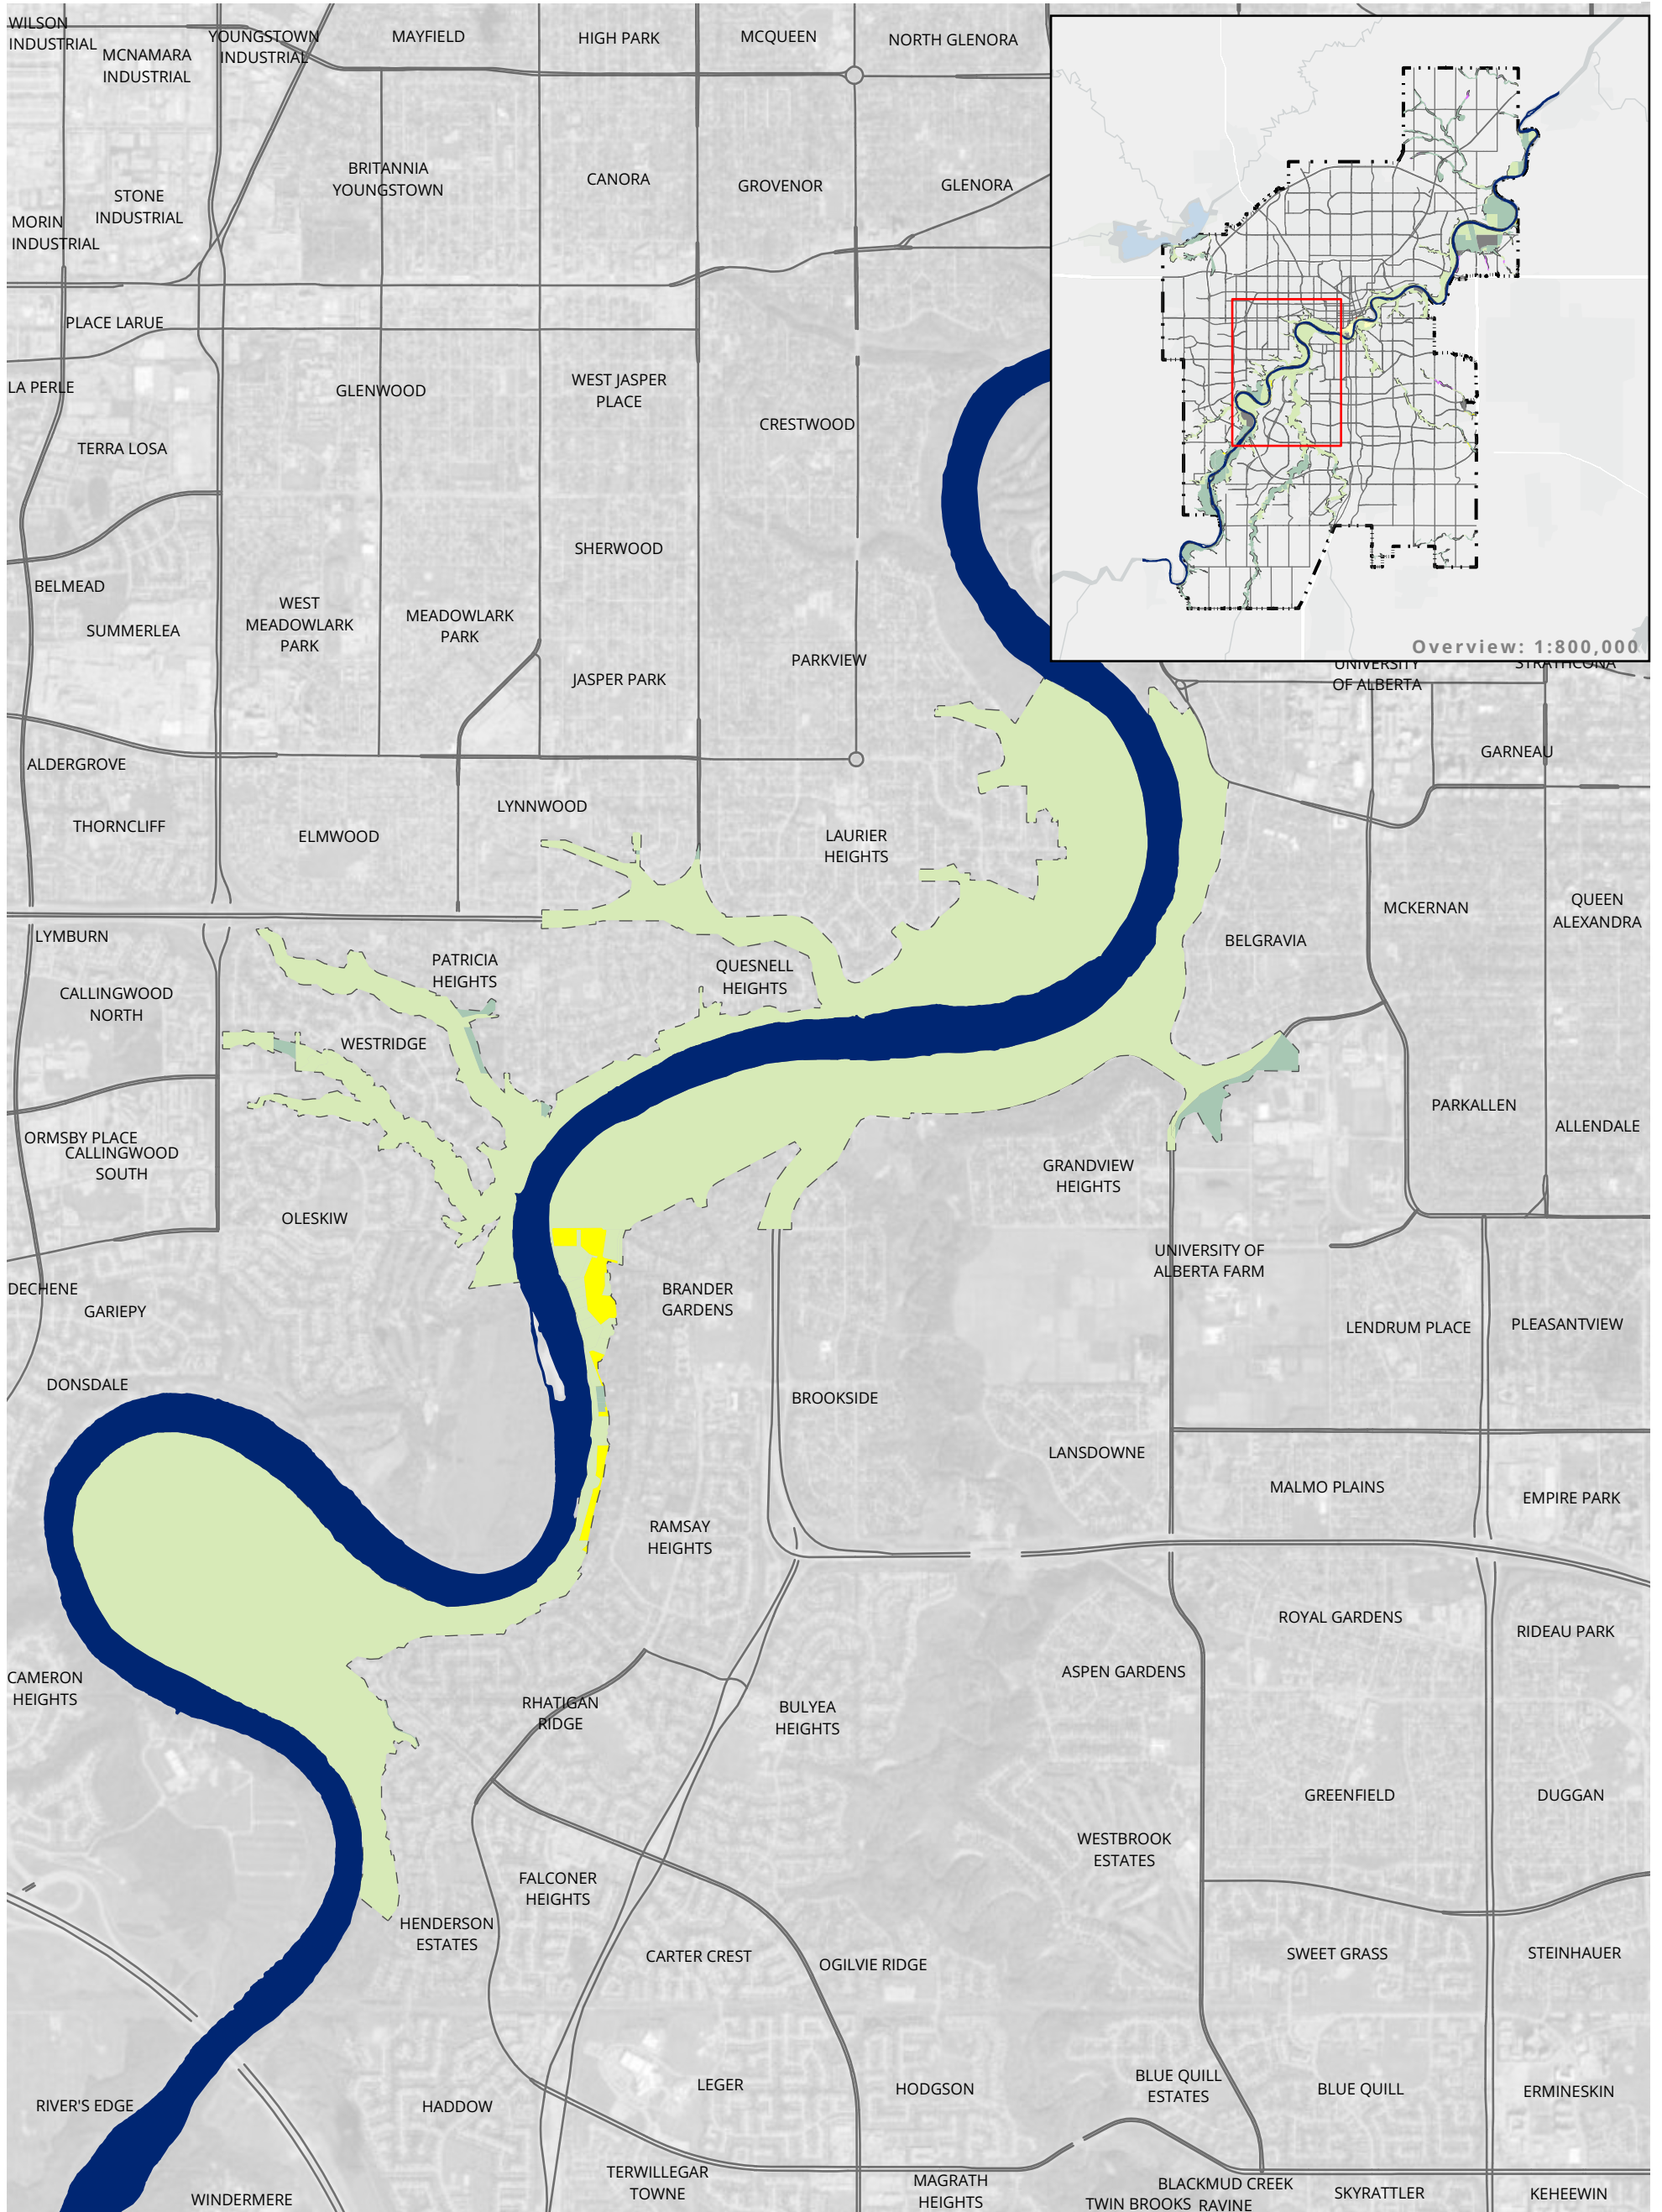 WILSON
INDUSTRIAL
MCNAMARA
INDUSTRIAL
YOUNGSTOWN
INDUSTRIAL
MAYFIELD
HIGH PARK
MCQUEEN
NORTH GLENORA
MORIN
INDUSTRIAL
STONE
INDUSTRIAL
BRITANNIA
YOUNGSTOWN
CANORA
GROVENOR
GLENORA
PLACE LARUE
LA PERLE
GLENWOOD
WEST JASPER
PLACE
CRESTWOOD
TERRA LOSA
SHERWOOD
BELMEAD
SUMMERLEA
WEST
MEADOWLARK
PARK
MEADOWLARK
PARK
JASPER PARK
PARKVIEW
Overview: 1:800,000
UNIVERSITY
OF ALBERTA
STRATHCONA
GARNEAU
ALDERGROVE
THORNCLIFF
ELMWOOD
LYNNWOOD
LAURIER
HEIGHTS
MCKERNAN
QUEEN
ALEXANDRA
BELGRAVIA
LYMBURN
PATRICIA
HEIGHTS
QUESNELL
HEIGHTS
CALLINGWOOD
NORTH
WESTRIDGE
PARKALLEN
ALLENDALE
ORMSBY PLACE
CALLINGWOOD
SOUTH
GRANDVIEW
HEIGHTS
OLESKIW
UNIVERSITY OF
ALBERTA FARM
DECHENE
GARIEPY
BRANDER
GARDENS
LENDRUM PLACE
PLEASANTVIEW
DONSDALE
BROOKSIDE
LANSDOWNE
MALMO PLAINS
EMPIRE PARK
RAMSAY
HEIGHTS
ROYAL GARDENS
RIDEAU PARK
CAMERON
HEIGHTS
ASPEN GARDENS
RHATIGAN
RIDGE
BULYEA
HEIGHTS
GREENFIELD
DUGGAN
WESTBROOK
ESTATES
FALCONER
HEIGHTS
HENDERSON
ESTATES
CARTER CREST
OGILVIE RIDGE
SWEET GRASS
STEINHAUER
RIVER'S EDGE
HADDOW
LEGER
HODGSON
BLUE QUILL
ESTATES
BLUE QUILL
ERMINESKIN
WINDERMERE
TERWILLEGAR
TOWNE
MAGRATH
HEIGHTS
BLACKMUD CREEK
RAVINE
TWIN BROOKS
SKYRATTLER
KEHEEWIN